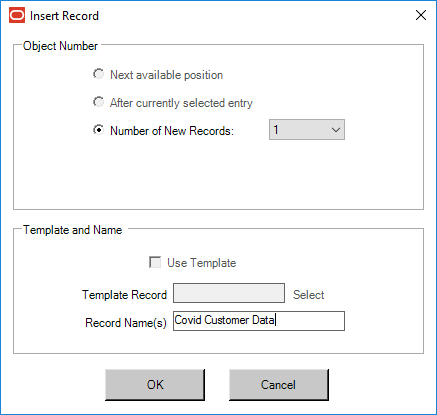 Insert Record
Object Number
Next available position
After currently selected entry
Number of New Records: 1
Template and Name
Use Template
Template Record Select
Record Name(s) Covid Customer Data
OK Cancel